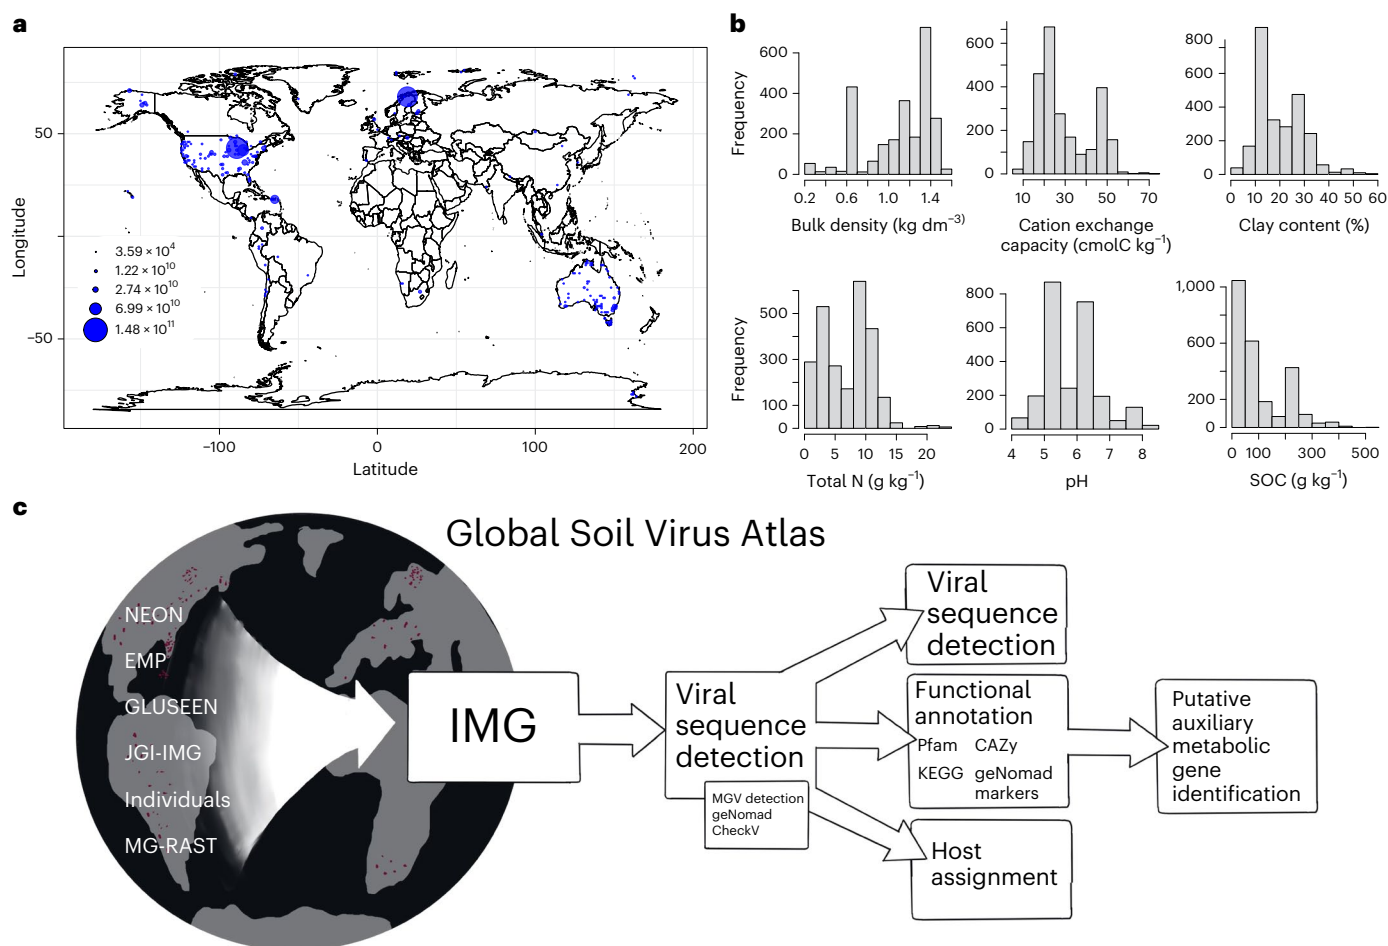 a
50
−50
Longitude
3.59 × 10⁴
1.22 × 10¹⁰
2.74 × 10¹⁰
6.99 × 10¹⁰
1.48 × 10¹¹
−100
0
100
200
Latitude
b
Frequency
600
400
200
0
0.2
0.6
1.0
1.4
Bulk density (kg dm⁻³)
600
400
200
0
10
30
50
70
Cation exchange
capacity (cmolC kg⁻¹)
800
600
400
200
0
0
10
20
30
40
50
60
Clay content (%)
Frequency
500
300
100
0
0
5
10
15
20
Total N (g kg⁻¹)
800
600
400
200
0
4
5
6
7
8
pH
1,000
600
200
0
0
100
300
500
SOC (g kg⁻¹)
c
Global Soil Virus Atlas
NEON
EMP
GLUSEEN
JGI-IMG
Individuals
MG-RAST
IMG
Viral
sequence
detection
MGV detection
geNomad
CheckV
Viral
sequence
detection
Functional
annotation
Pfam CAZy
KEGG geNomad
markers
Host
assignment
Putative
auxiliary
metabolic
gene
identification